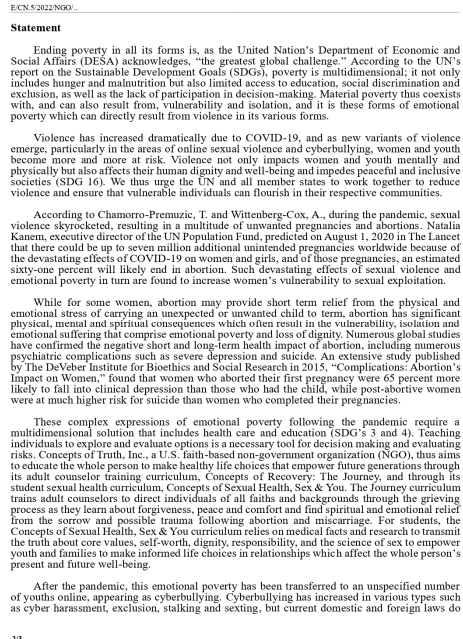 E/CN.5/2022/NGO/..
Statement
Ending poverty in all its forms is, as the United Nation's Department of Economic and
Social Affairs (DESA) acknowledges, “the greatest global challenge.” According to the UN's
report on the Sustainable Development Goals (SDGs), poverty is multidimensional; it not only
includes hunger and malnutrition but also limited access to education, social discrimination and
exclusion, as well as the lack of participation in decision-making. Material poverty thus coexists
with, and can also result from, vulnerability and isolation, and it is these forms of emotional
poverty which can directly result from violence in its various forms.
Violence has increased dramatically due to COVID-19, and as new variants of violence
emerge, particularly in the areas of online sexual violence and cyberbullying, women and youth
become more and more at risk. Violence not only impacts women and youth mentally and
physically but also affects their human dignity and well-being and impedes peaceful and inclusive
societies (SDG 16). We thus urge the UN and all member states to work together to reduce
violence and ensure that vulnerable individuals can flourish in their respective communities.
According to Chamorro-Premuzic, T. and Wittenberg-Cox, A., during the pandemic, sexual
violence skyrocketed, resulting in a multitude of unwanted pregnancies and abortions. Natalia
Kanem, executive director of the UN Population Fund, predicted on August 1, 2020 in The Lancet
that there could be up to seven million additional unintended pregnancies worldwide because of
the devastating effects of COVID-19 on women and girls, and of those pregnancies, an estimated
sixty-one percent will likely end in abortion. Such devastating effects of sexual violence and
emotional poverty in turn are found to increase women's vulnerability to sexual exploitation.
While for some women, abortion may provide short term relief from the physical and
emotional stress of carrying an unexpected or unwanted child to term, abortion has significant
physical, mental and spiritual consequences which often result in the vulnerability, isolation and
emotional suffering that comprise emotional poverty and loss of dignity. Numerous global studies
have confirmed the negative short and long-term health impact of abortion, including numerous
psychiatric complications such as severe depression and suicide. An extensive study published
by The DeVeber Institute for Bioethics and Social Research in 2015, “Complications: Abortion's
Impact on Women,” found that women who aborted their first pregnancy were 65 percent more
likely to fall into clinical depression than those who had the child, while post-abortive women
were at much higher risk for suicide than women who completed their pregnancies.
These complex expressions of emotional poverty following the pandemic require a
multidimensional solution that includes health care and education (SDG's 3 and 4). Teaching
individuals to explore and evaluate options is a necessary tool for decision making and evaluating
risks. Concepts of Truth, Inc., a U.S. faith-based non-government organization (NGO), thus aims
to educate the whole person to make healthy life choices that empower future generations through
its adult counselor training curriculum, Concepts of Recovery: The Journey, and through its
student sexual health curriculum, Concepts of Sexual Health, Sex & You. The Journey curriculum
trains adult counselors to direct individuals of all faiths and backgrounds through the grieving
process as they learn about forgiveness, peace and comfort and find spiritual and emotional relief
from the sorrow and possible trauma following abortion and miscarriage. For students, the
Concepts of Sexual Health, Sex & You curriculum relies on medical facts and research to transmit
the truth about core values, self-worth, dignity, responsibility, and the science of sex to empower
youth and families to make informed life choices in relationships which affect the whole person's
present and future well-being.
After the pandemic, this emotional poverty has been transferred to an unspecified number
of youths online, appearing as cyberbullying. Cyberbullying has increased in various types such
as cyber harassment, exclusion, stalking and sexting, but current domestic and foreign laws do